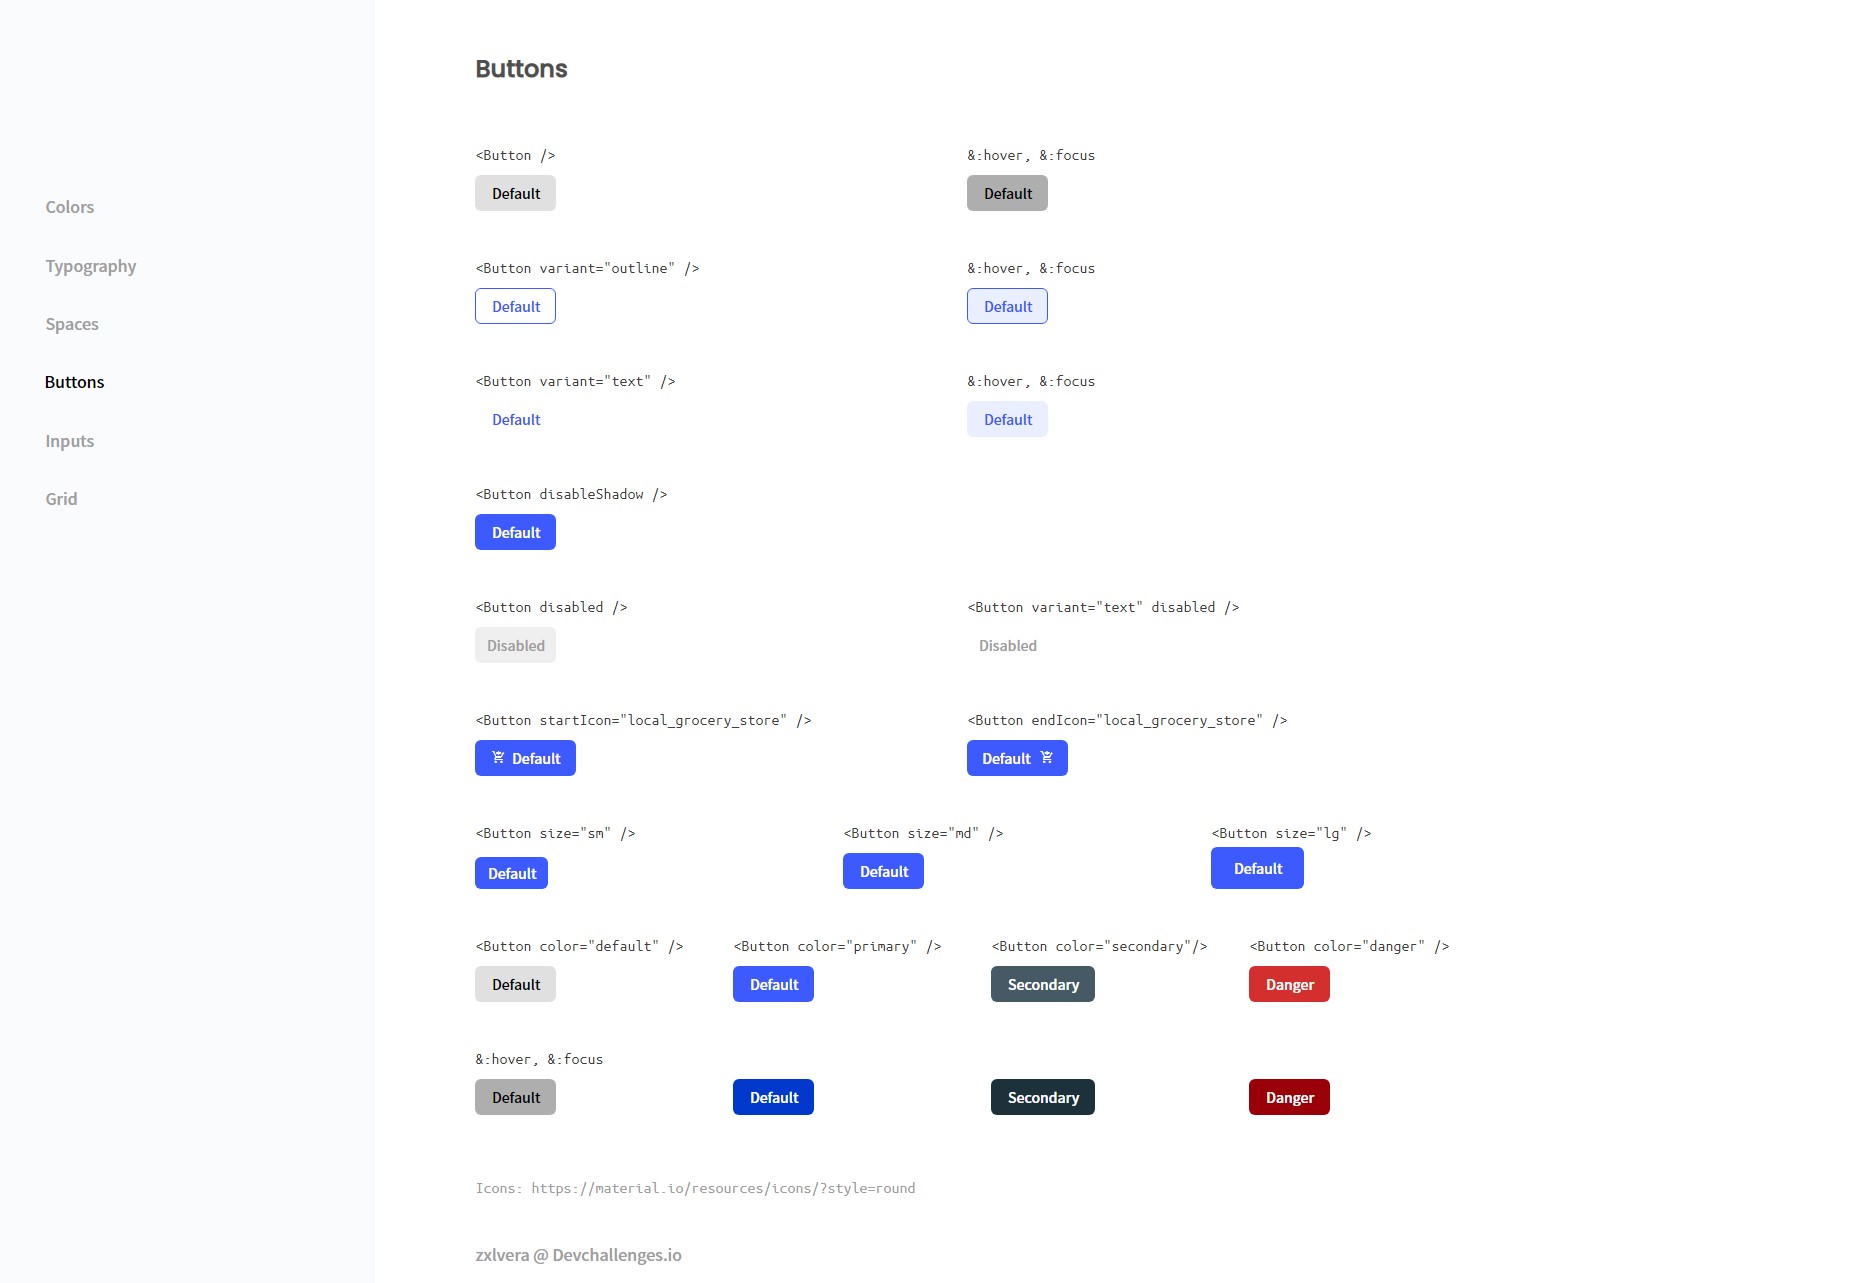 Buttons
Colors
Typography
Spaces
Buttons
Inputs
Grid
<Button />
&:hover, &:focus
Default
Default
<Button variant="outline" />
&:hover, &:focus
Default
Default
<Button variant="text" />
&:hover, &:focus
Default
Default
<Button disableShadow />
Default
<Button disabled />
<Button variant="text" disabled />
Disabled
Disabled
<Button startIcon="local_grocery_store" />
<Button endIcon="local_grocery_store" />
Default
Default
<Button size="sm" />
<Button size="md" />
<Button size="lg" />
Default
Default
Default
<Button color="default" />
<Button color="primary" />
<Button color="secondary"/>
<Button color="danger" />
Default
Default
Secondary
Danger
&:hover, &:focus
Default
Default
Secondary
Danger
Icons: https://material.io/resources/icons/?style=round
zxlvera @ Devchallenges.io